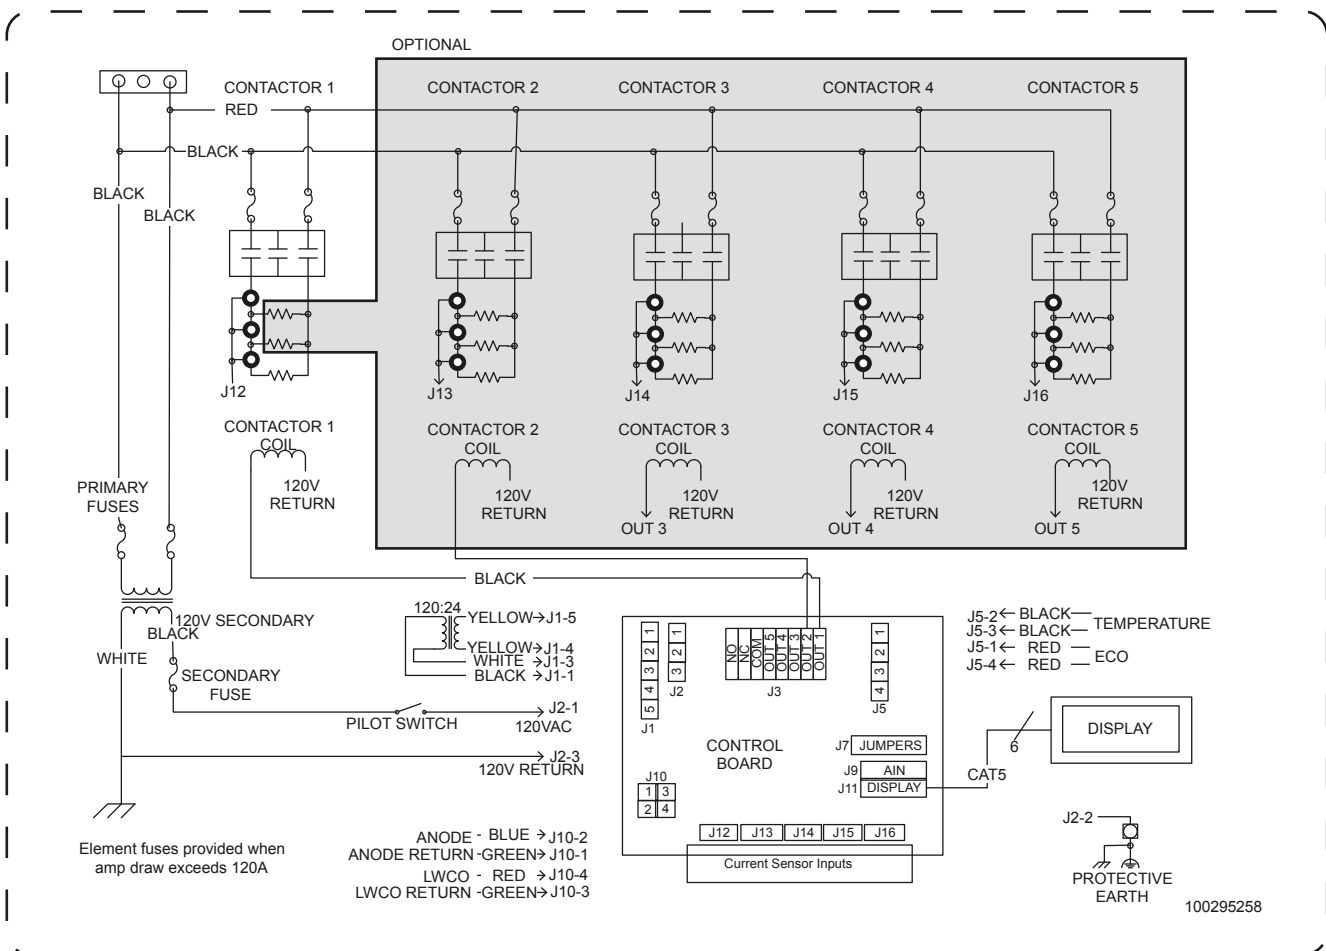 OPTIONAL
CONTACTOR 1
CONTACTOR 2
CONTACTOR 3
CONTACTOR 4
CONTACTOR 5
RED
BLACK
BLACK
BLACK
J12
J13
J14
J15
J16
CONTACTOR 1
COIL
CONTACTOR 2
COIL
CONTACTOR 3
COIL
CONTACTOR 4
COIL
CONTACTOR 5
COIL
120V
RETURN
120V
RETURN
120V
RETURN
120V
RETURN
120V
RETURN
OUT 3
OUT 4
OUT 5
PRIMARY
FUSES
BLACK
120V SECONDARY
BLACK
WHITE
SECONDARY
FUSE
120:24
YELLOW J1-5
YELLOW J1-4
WHITE J1-3
BLACK J1-1
PILOT SWITCH
J2-1
120VAC
J2-3
120V RETURN
1
2
3
4
5
J1
1
2
3
J2
NO
NC
COM
OUT 5
OUT 4
OUT 3
OUT 2
OUT 1
J3
1
2
3
4
J5
CONTROL
BOARD
J7 JUMPERS
J9 AIN
J11 DISPLAY
J10
1 3
2 4
J12 J13 J14 J15 J16
Current Sensor Inputs
J5-2 BLACK
J5-3 BLACK
TEMPERATURE
J5-1 RED
J5-4 RED
ECO
DISPLAY
6
CAT5
J2-2
PROTECTIVE
EARTH
Element fuses provided when
amp draw exceeds 120A
ANODE - BLUE J10-2
ANODE RETURN -GREEN J10-1
LWCO - RED J10-4
LWCO RETURN -GREEN J10-3
100295258